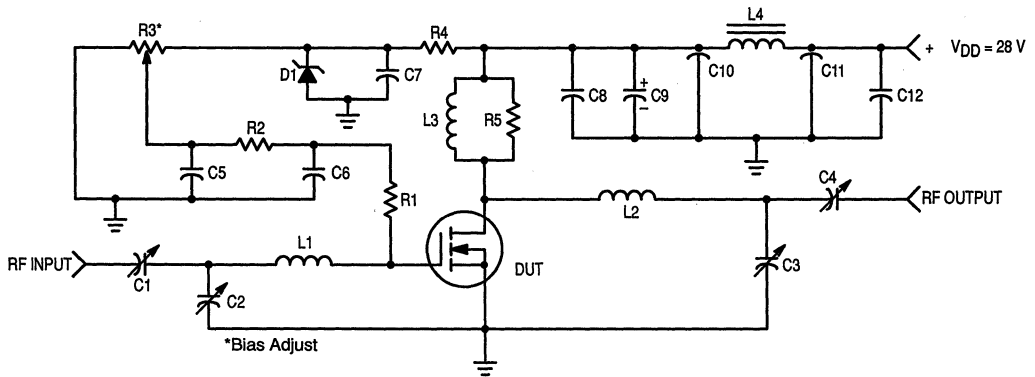 R3*
R4
L4
+ VDD = 28 V
D1
C7
C8
+
C9
–
C10
C11
C12
L3
R5
R2
C5
C6
R1
C4
RF OUTPUT
L2
L1
RF INPUT
C1
DUT
C3
C2
*Bias Adjust